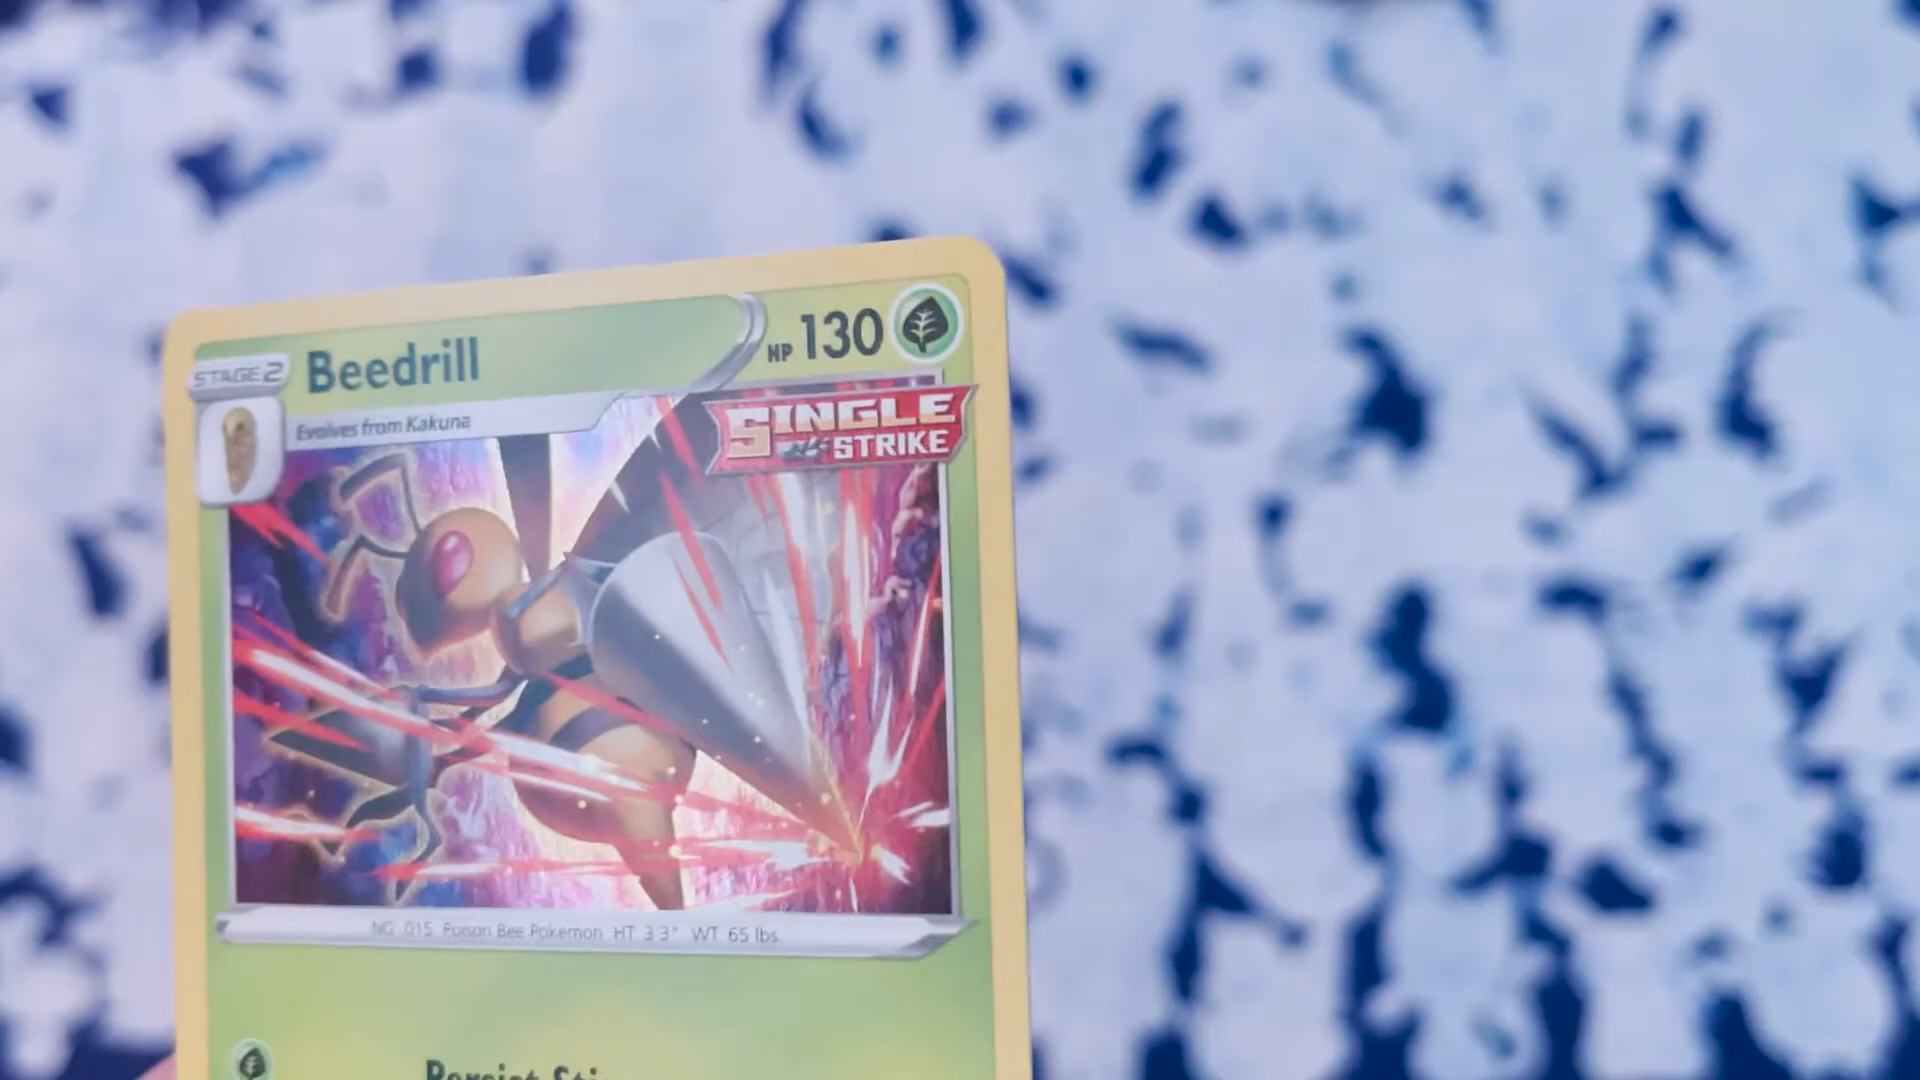 STAGE 2
Beedrill
HP 130
Evolves from Kakuna
SINGLE
STRIKE
NO. 015 Poison Bee Pokémon HT 3'3" WT 65 lbs